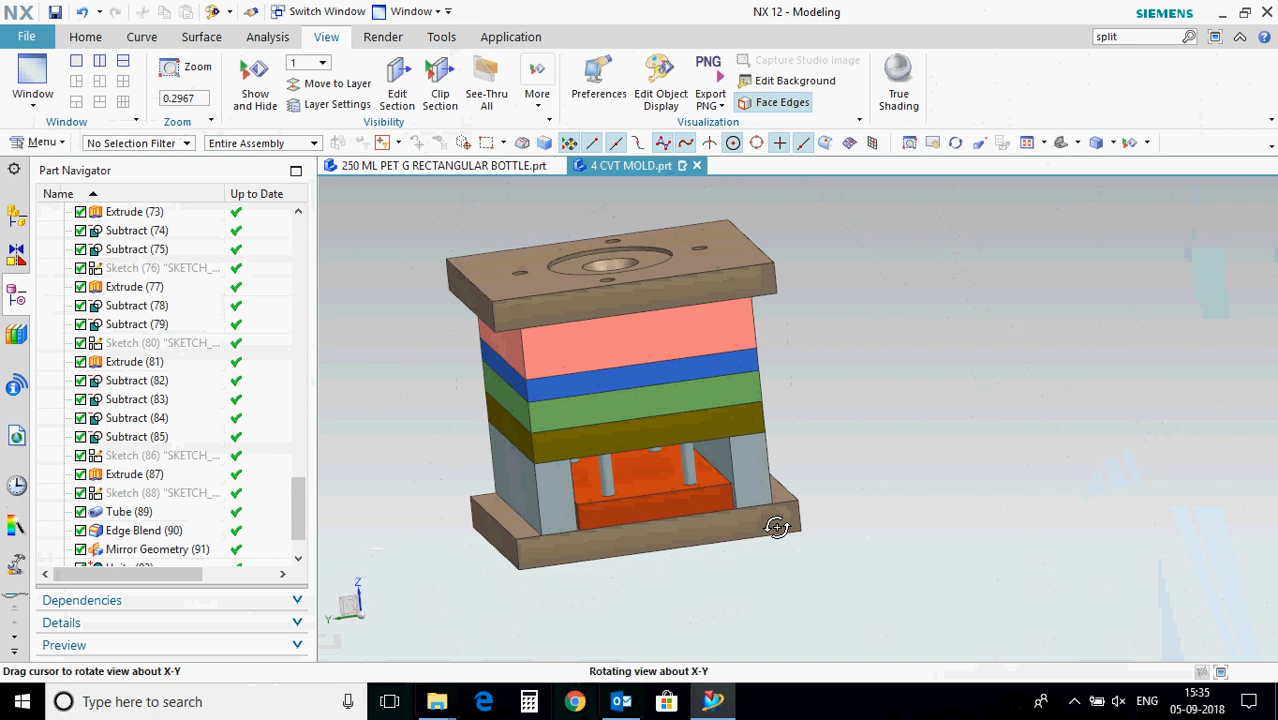 NX
Switch Window
Window
NX 12 - Modeling
SIEMENS
File
Home
Curve
Surface
Analysis
View
Render
Tools
Application
split
Window
Zoom
0.2967
Show and Hide
1
Move to Layer
Layer Settings
Edit Section
Clip Section
See-Thru All
More
Preferences
Edit Object Display
Export PNG
Capture Studio Image
Edit Background
Face Edges
True Shading
Window
Zoom
Visibility
Visualization
Menu
No Selection Filter
Entire Assembly
Part Navigator
250 ML PET G RECTANGULAR BOTTLE.prt
4 CVT MOLD.prt
Name
Up to Date
Extrude (73)
Subtract (74)
Subtract (75)
Sketch (76) "SKETCH_...
Extrude (77)
Subtract (78)
Subtract (79)
Sketch (80) "SKETCH_...
Extrude (81)
Subtract (82)
Subtract (83)
Subtract (84)
Subtract (85)
Sketch (86) "SKETCH_...
Extrude (87)
Sketch (88) "SKETCH_...
Tube (89)
Edge Blend (90)
Mirror Geometry (91)
Dependencies
Details
Preview
Z
Y
Drag cursor to rotate view about X-Y
Rotating view about X-Y
Type here to search
ENG
15:35
05-09-2018